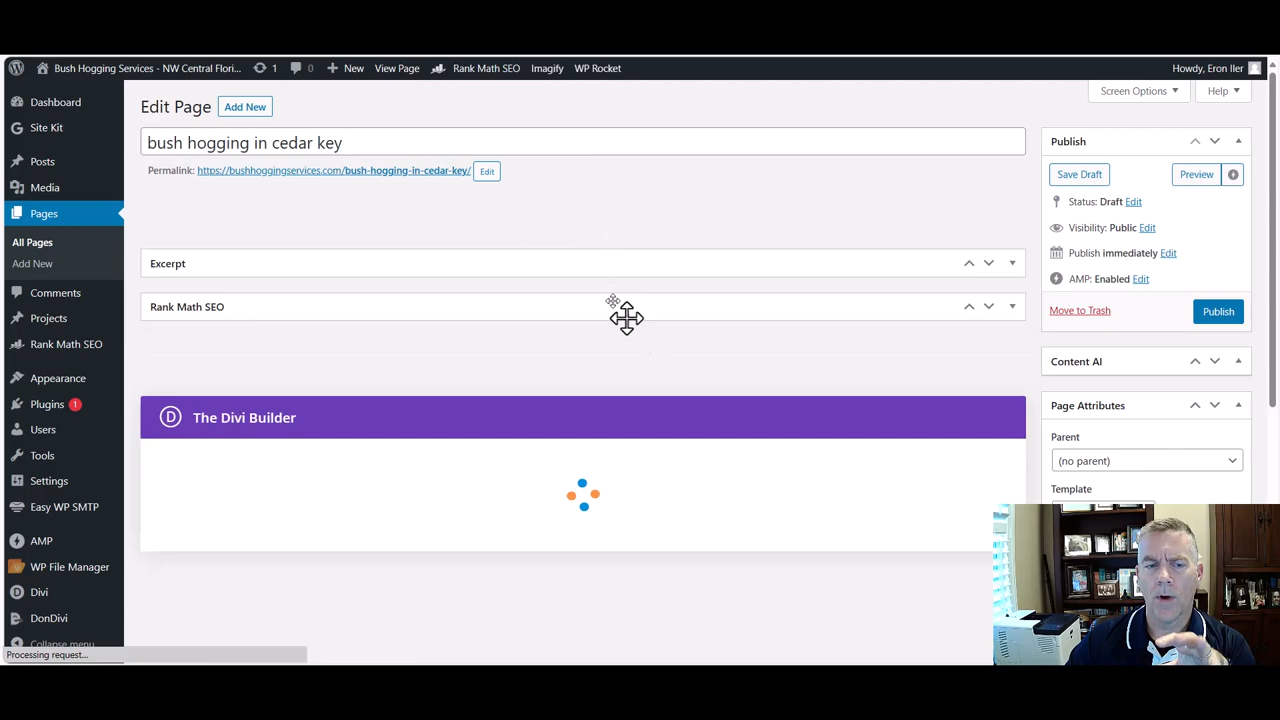 Bush Hogging Services - NW Central Flori...
1
0
New
View Page
Rank Math SEO
Imagify
WP Rocket
Howdy, Eron Iler
Dashboard
Site Kit
Posts
Media
Pages
All Pages
Add New
Comments
Projects
Rank Math SEO
Appearance
Plugins 1
Users
Tools
Settings
Easy WP SMTP
AMP
WP File Manager
Divi
DonDivi
Collapse menu
Processing request...
Edit Page
Add New
Screen Options
Help
bush hogging in cedar key
Permalink: https://bushhoggingservices.com/bush-hogging-in-cedar-key/ Edit
Excerpt
Rank Math SEO
D The Divi Builder
Publish
Save Draft
Preview
Status: Draft Edit
Visibility: Public Edit
Publish immediately Edit
AMP: Enabled Edit
Move to Trash
Publish
Content AI
Page Attributes
Parent
(no parent)
Template